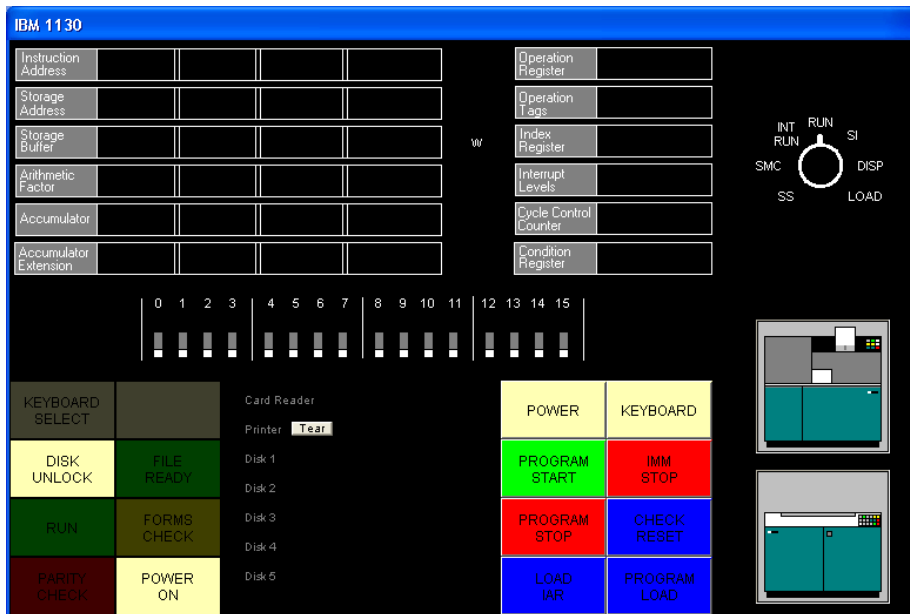 IBM 1130
Instruction
Address
Storage
Address
Storage
Buffer
Arithmetic
Factor
Accumulator
Accumulator
Extension
W
Operation
Register
Operation
Tags
Index
Register
Interrupt
Levels
Cycle Control
Counter
Condition
Register
RUN
INT
RUN
SI
SMC
DISP
SS
LOAD
0 1 2 3 4 5 6 7 8 9 10 11 12 13 14 15
KEYBOARD
SELECT
DISK
UNLOCK
FILE
READY
RUN
FORMS
CHECK
PARITY
CHECK
POWER
ON
Card Reader
Printer Tear
Disk 1
Disk 2
Disk 3
Disk 4
Disk 5
POWER
KEYBOARD
PROGRAM
START
IMM
STOP
PROGRAM
STOP
CHECK
RESET
LOAD
IAR
PROGRAM
LOAD